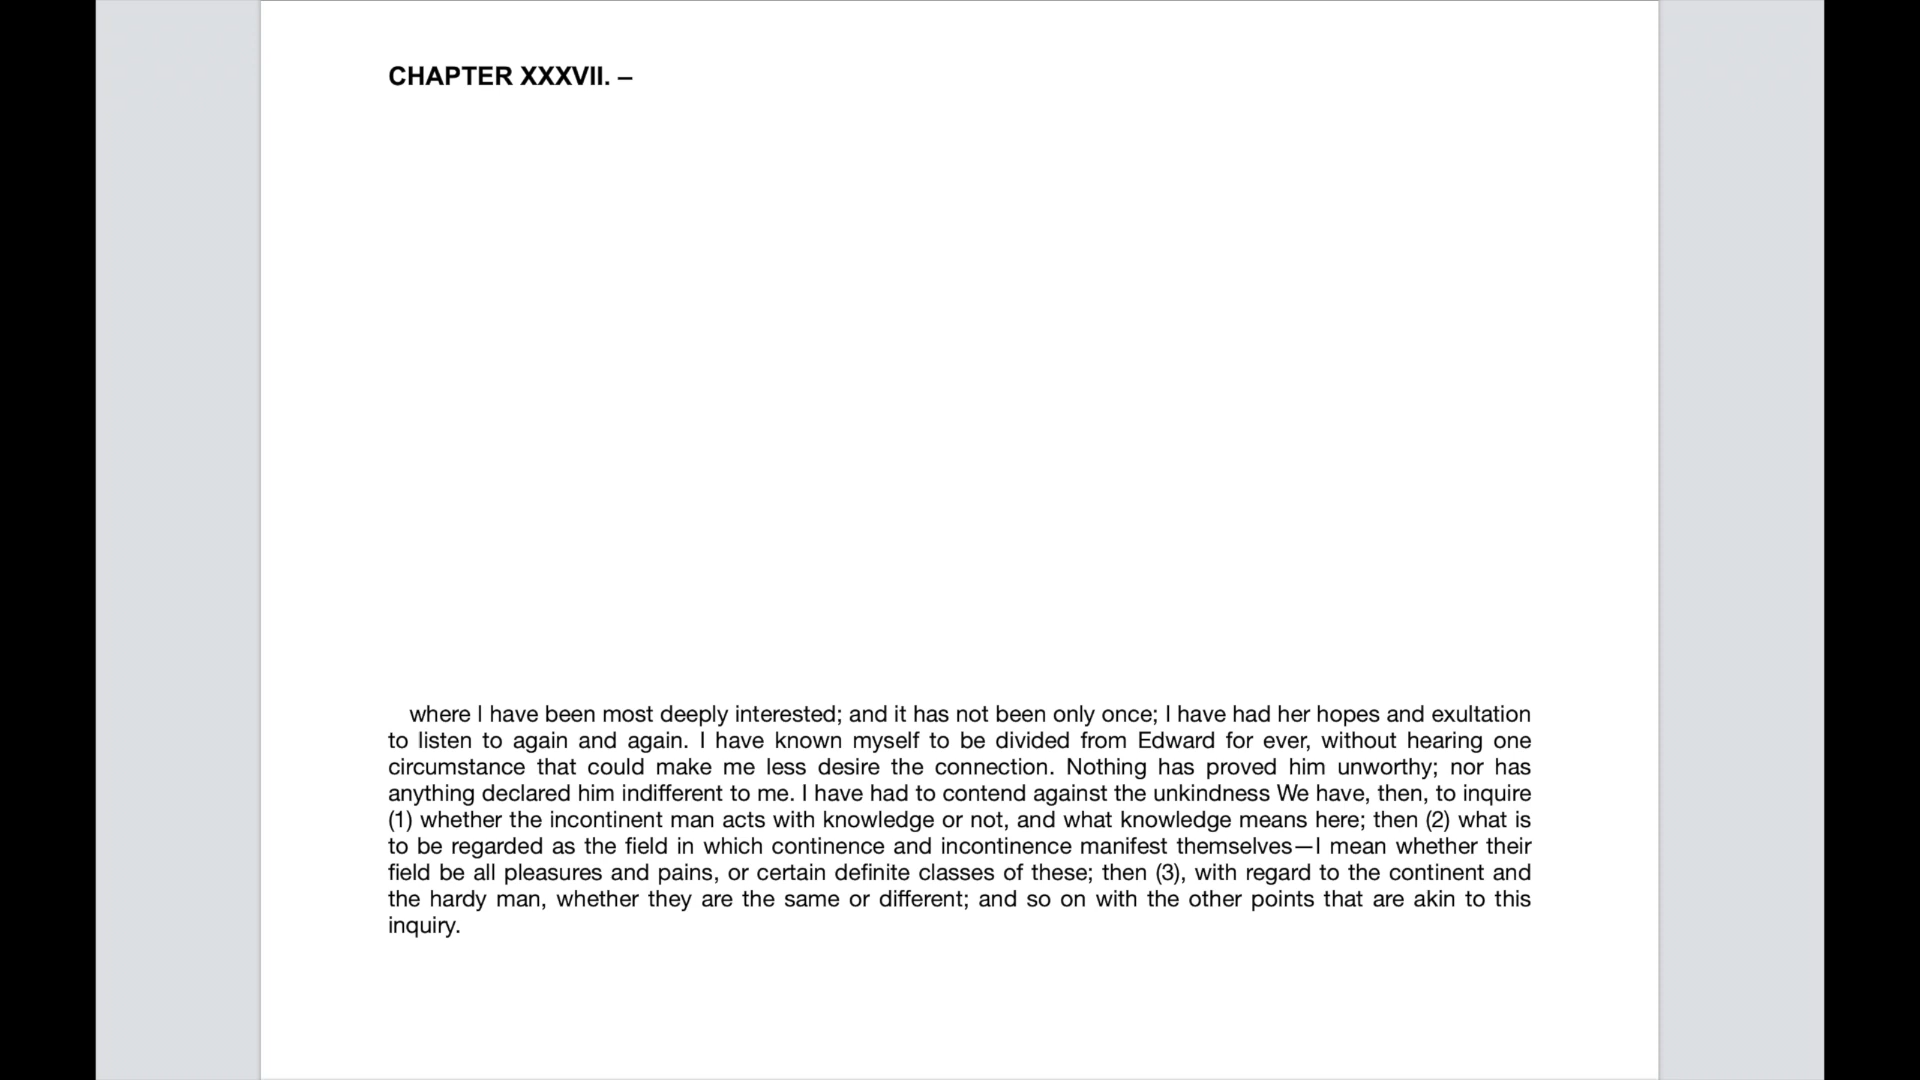 CHAPTER XXXVII. –
where I have been most deeply interested; and it has not been only once; I have had her hopes and exultation
to listen to again and again. I have known myself to be divided from Edward for ever, without hearing one
circumstance that could make me less desire the connection. Nothing has proved him unworthy; nor has
anything declared him indifferent to me. I have had to contend against the unkindness We have, then, to inquire
(1) whether the incontinent man acts with knowledge or not, and what knowledge means here; then (2) what is
to be regarded as the field in which continence and incontinence manifest themselves—I mean whether their
field be all pleasures and pains, or certain definite classes of these; then (3), with regard to the continent and
the hardy man, whether they are the same or different; and so on with the other points that are akin to this
inquiry.